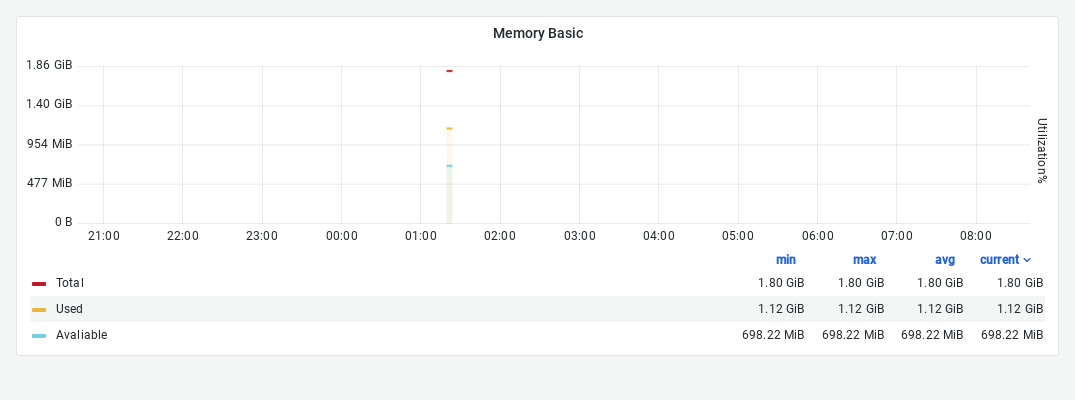 Memory Basic
1.86 GiB
1.40 GiB
954 MiB
477 MiB
0 B
Utilization%
21:00 22:00 23:00 00:00 01:00 02:00 03:00 04:00 05:00 06:00 07:00 08:00
min max avg current
Total 1.80 GiB 1.80 GiB 1.80 GiB 1.80 GiB
Used 1.12 GiB 1.12 GiB 1.12 GiB 1.12 GiB
Avaliable 698.22 MiB 698.22 MiB 698.22 MiB 698.22 MiB